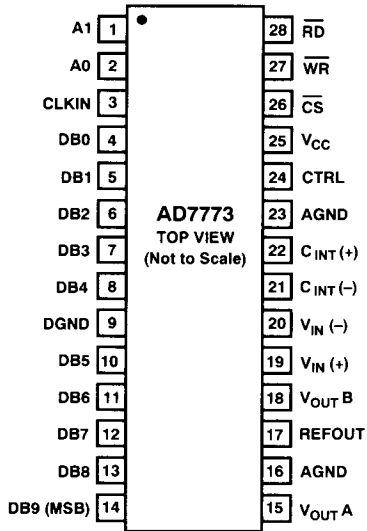 A1 1
A0 2
CLKIN 3
DB0 4
DB1 5
DB2 6
DB3 7
DB4 8
DGND 9
DB5 10
DB6 11
DB7 12
DB8 13
DB9 (MSB) 14
AD7773
TOP VIEW
(Not to Scale)
28 R̅D̅
27 W̅R̅
26 C̅S̅
25 VCC
24 CTRL
23 AGND
22 CINT (+)
21 CINT (–)
20 VIN (–)
19 VIN (+)
18 VOUT B
17 REFOUT
16 AGND
15 VOUT A